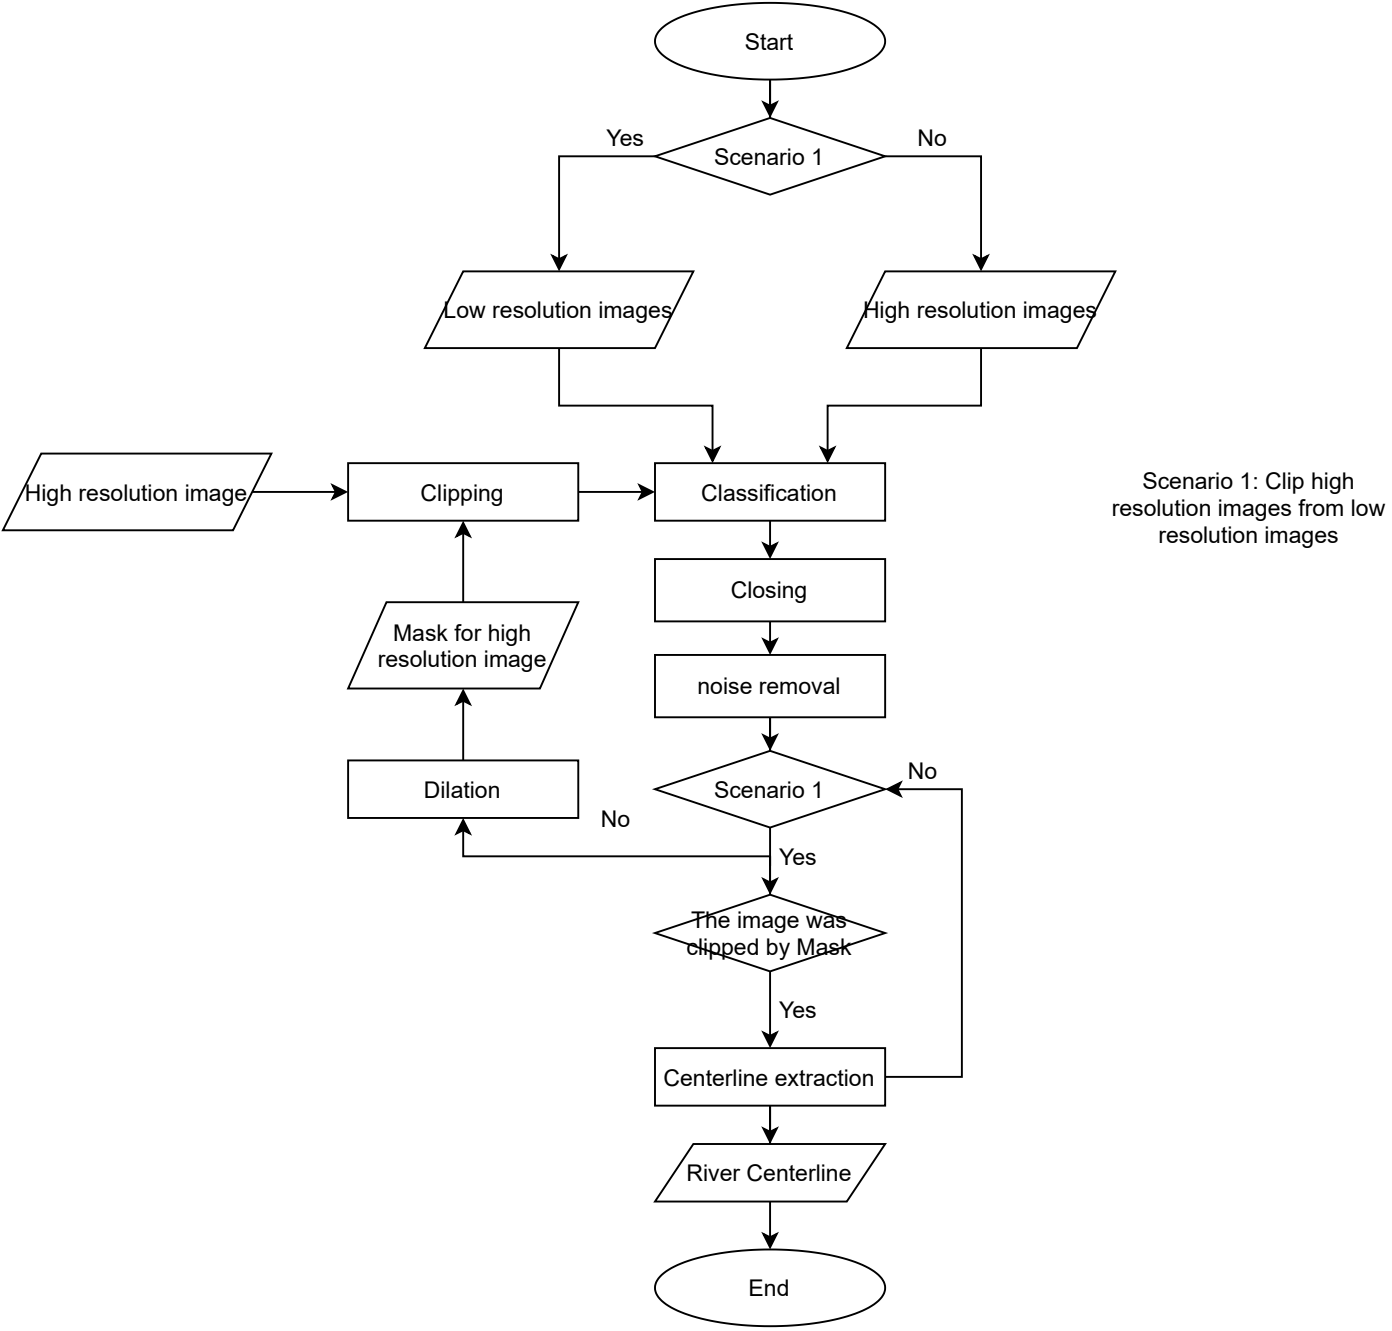 Start
Yes
No
Scenario 1
Low resolution images
High resolution images
High resolution image
Clipping
Classification
Scenario 1: Clip high
resolution images from low
resolution images
Closing
Mask for high
resolution image
noise removal
Dilation
Scenario 1
No
No
Yes
The image was
clipped by Mask
Yes
Centerline extraction
River Centerline
End